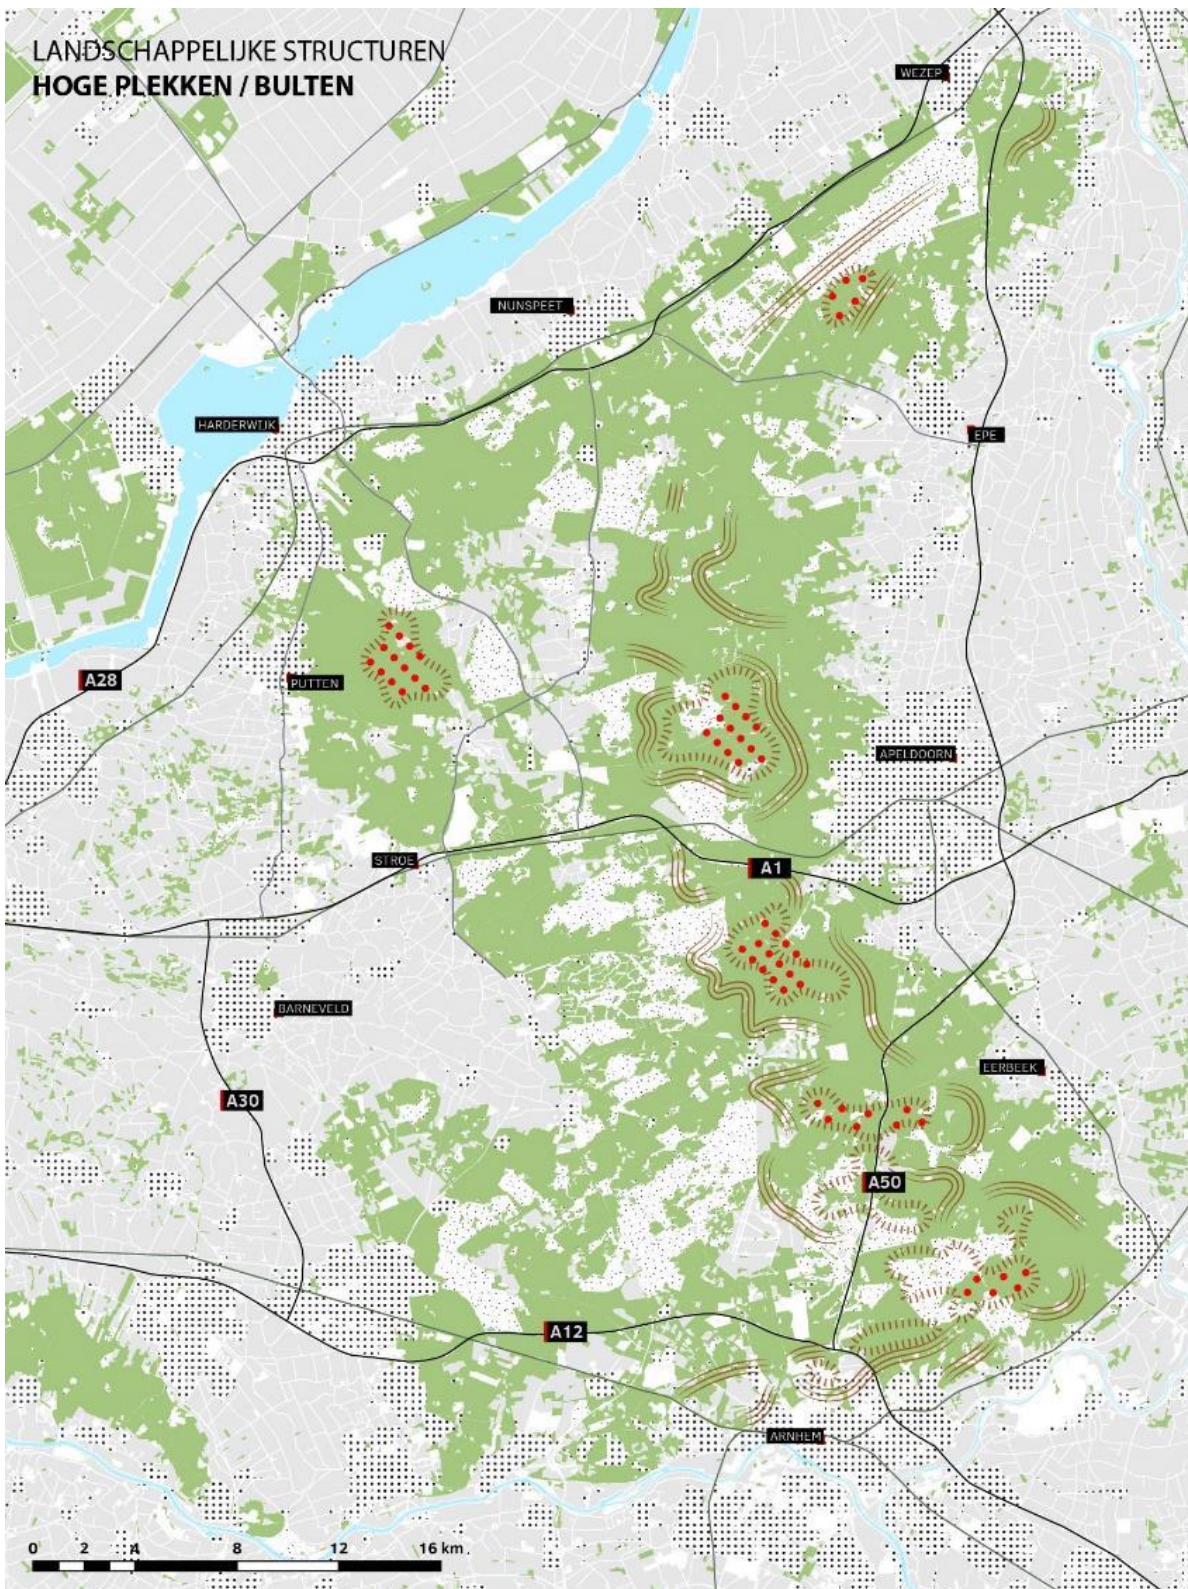 LANDSCHAPPELIJKE STRUCTUREN
HOGE PLEKKEN / BULTEN
WEZEP
NUNSPEET
HARDERWIJK
EPE
A28
PUTTEN
APELDOORN
STROE
A1
BARNEVELD
EERBEEK
A30
A50
A12
ARNHEM
0 2 4 8 12 16 km